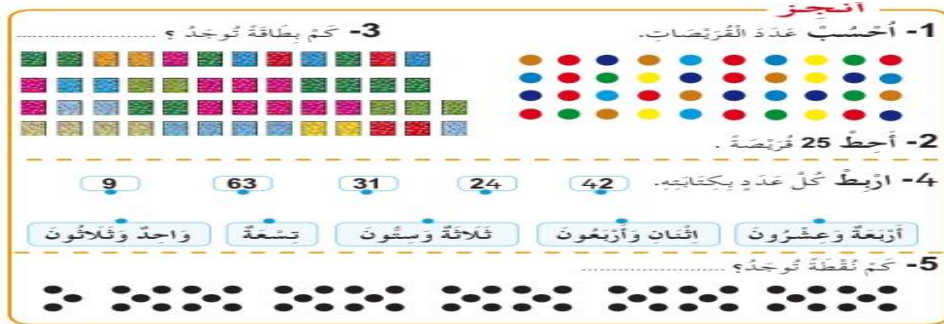 أنجز
1- أُحْسُبْ عَدَدَ الْقُرَيْصَاتِ.
3- كَمْ بِطَاقَةً تُوجَدُ ؟ ....................
2- أَحِطْ 25 قُرَيْصَةً .
4- ارْبِطْ كُلَّ عَدَدٍ بِكِتَابَتِهِ.
42 24 31 63 9
أَرْبَعَةٌ وَعِشْرُونَ اِثْنَانِ وَأَرْبَعُونَ ثَلَاثَةٌ وَسِتُّونَ تِسْعَةٌ وَاحِدٌ وَثَلَاثُونَ
5- كَمْ نُقْطَةً تُوجَدُ؟ ....................